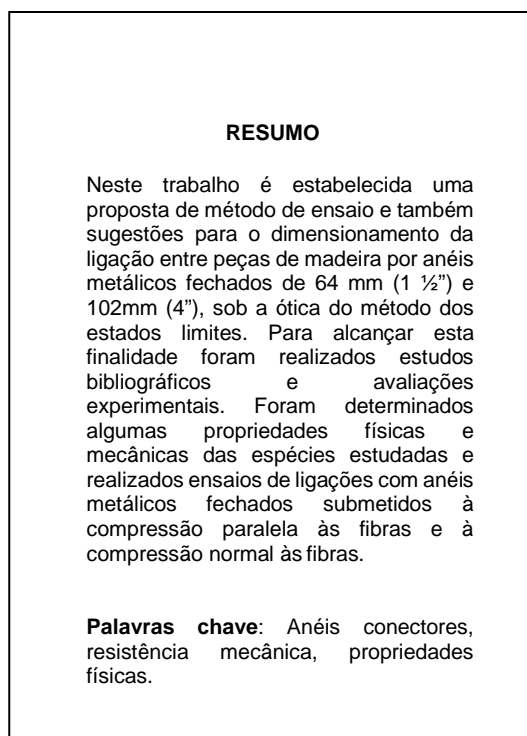 RESUMO
Neste trabalho é estabelecida uma
proposta de método de ensaio e também
sugestões para o dimensionamento da
ligação entre peças de madeira por anéis
metálicos fechados de 64 mm (1 ½”) e
102mm (4”), sob a ótica do método dos
estados limites. Para alcançar esta
finalidade foram realizados estudos
bibliográficos e avaliações
experimentais. Foram determinados
algumas propriedades físicas e
mecânicas das espécies estudadas e
realizados ensaios de ligações com anéis
metálicos fechados submetidos à
compressão paralela às fibras e à
compressão normal às fibras.
Palavras chave: Anéis conectores,
resistência mecânica, propriedades
físicas.